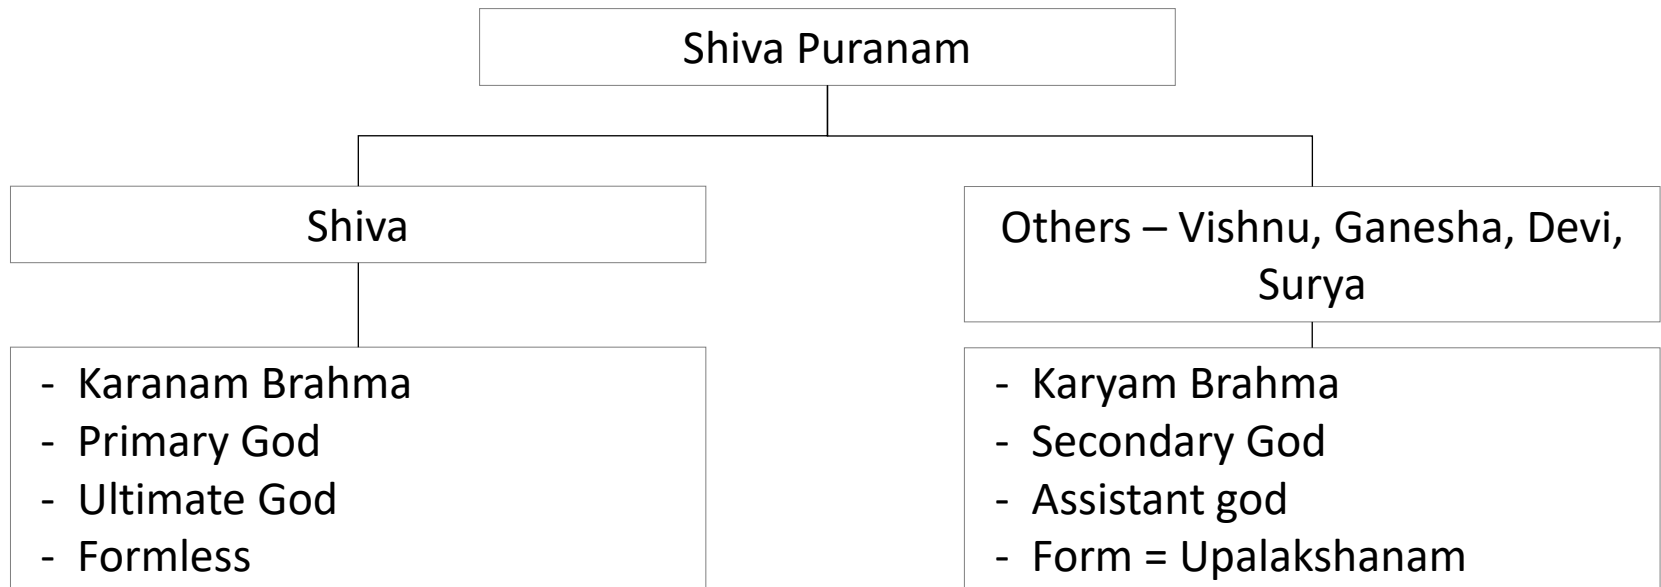 Shiva Puranam
Shiva
Others – Vishnu, Ganesha, Devi,
Surya
- Karanam Brahma
- Primary God
- Ultimate God
- Formless
- Karyam Brahma
- Secondary God
- Assistant god
- Form = Upalakshanam